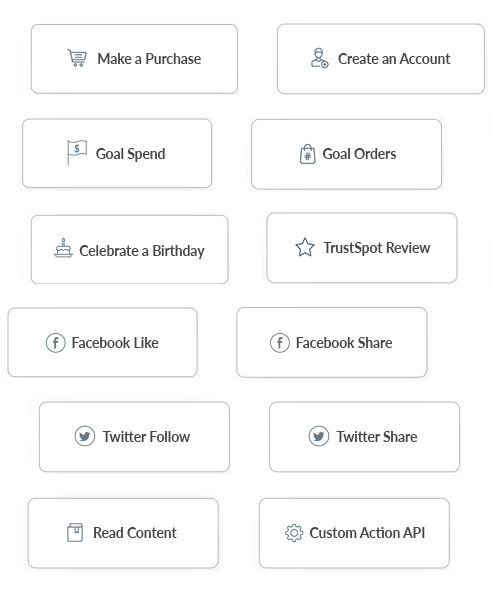 Make a Purchase
Create an Account
$
Goal Spend
#
Goal Orders
Celebrate a Birthday
TrustSpot Review
f
Facebook Like
f
Facebook Share
Twitter Follow
Twitter Share
Read Content
Custom Action API